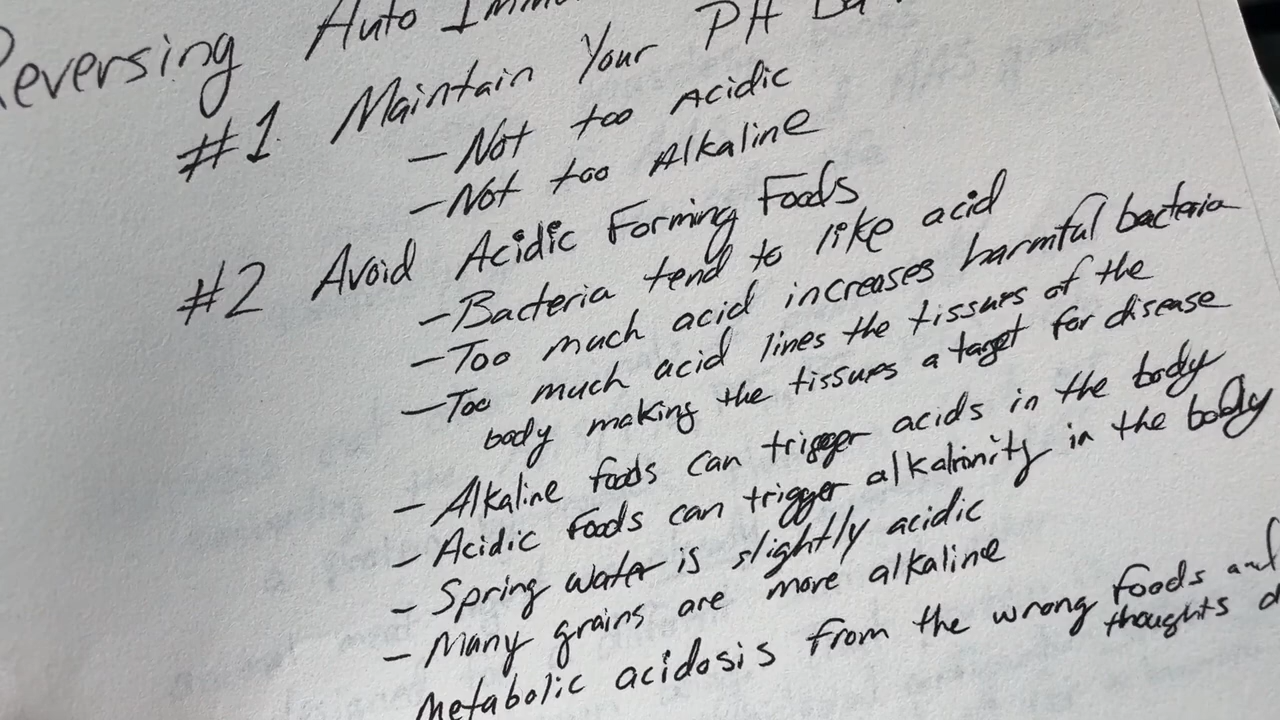 Reversing Auto
#1 Maintain Your PH
- Not too Acidic
- Not too Alkaline
#2 Avoid Acidic Forming Foods
- Bacteria tend to like acid
- Too much acid increases harmful bacteria
- Too much acid lines the tissues of the
body making the tissues a target for disease
- Alkaline foods can trigger acids in the body
- Acidic foods can trigger alkalinity in the body
- Spring water is slightly acidic
- Many grains are more alkaline
Metabolic acidosis from the wrong foods and
thoughts